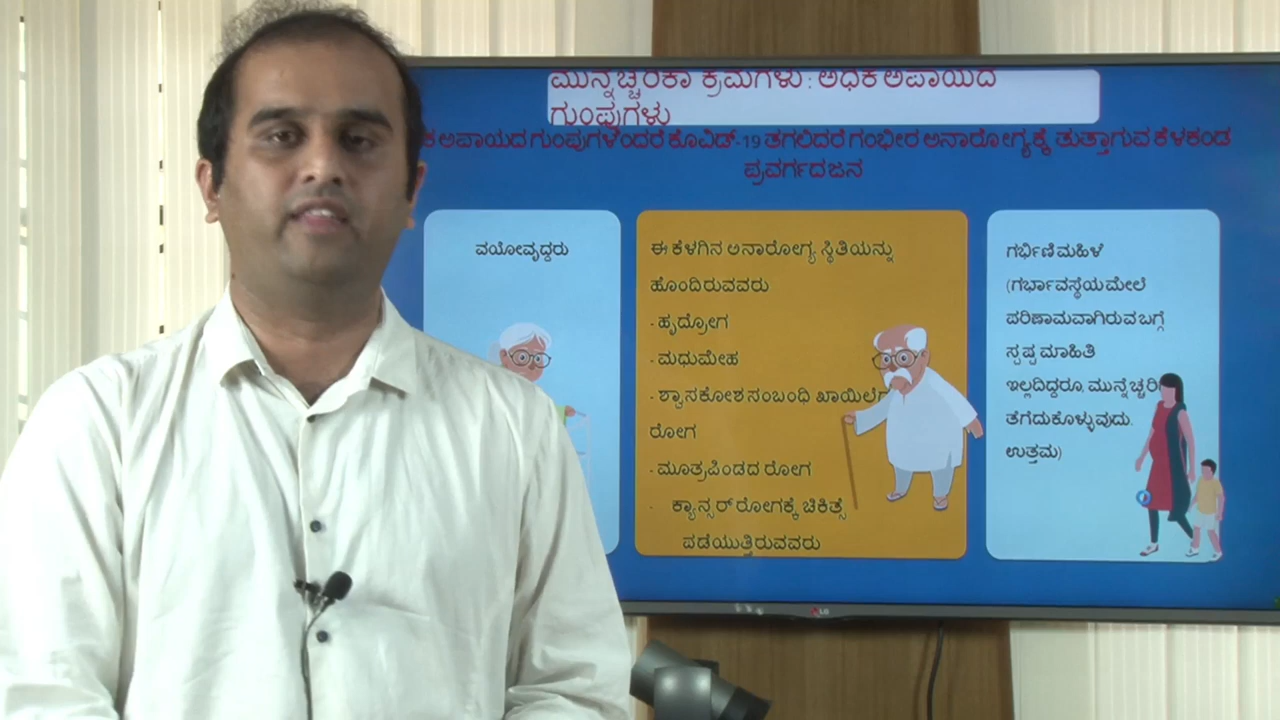 ಮುನ್ನೆಚ್ಚರಿಕಾ ಕ್ರಮಗಳು : ಅಧಿಕ ಅಪಾಯದ
ಗುಂಪುಗಳು
ಅಪಾಯದ ಗುಂಪುಗಳೆಂದರೆ ಕೊವಿಡ್-19 ತಗಲಿದರೆ ಗಂಭೀರ ಅನಾರೋಗ್ಯಕ್ಕೆ ತುತ್ತಾಗುವ ಕೆಳಕಂಡ
ಪ್ರವರ್ಗದ ಜನ
ವಯೋವೃದ್ದರು
ಈ ಕೆಳಗಿನ ಅನಾರೋಗ್ಯ ಸ್ಥಿತಿಯನ್ನು
ಹೊಂದಿರುವವರು
- ಹೃದ್ರೋಗ
- ಮಧುಮೇಹ
- ಶ್ವಾಸಕೋಶ ಸಂಬಂಧಿ
ರೋಗ
- ಮೂತ್ರಪಿಂಡದ ರೋಗ
- ಕ್ಯಾನ್ಸರ್ ರೋಗಕ್ಕೆ ಚಿಕಿತ್ಸೆ
ಪಡೆಯುತ್ತಿರುವವರು
ಗರ್ಭಿಣಿ ಮಹಿಳೆ
(ಗರ್ಭಾವಸ್ಥೆಯ ಮೇಲೆ
ಪರಿಣಾಮವಾಗಿರುವ ಬಗ್ಗೆ
ಸ್ಪಷ್ಟ ಮಾಹಿತಿ
ಇಲ್ಲದಿದ್ದರೂ, ಮುನ್ನೆಚ್ಚರಿ
ತೆಗೆದುಕೊಳ್ಳುವುದು.
ಉತ್ತಮ)
LG